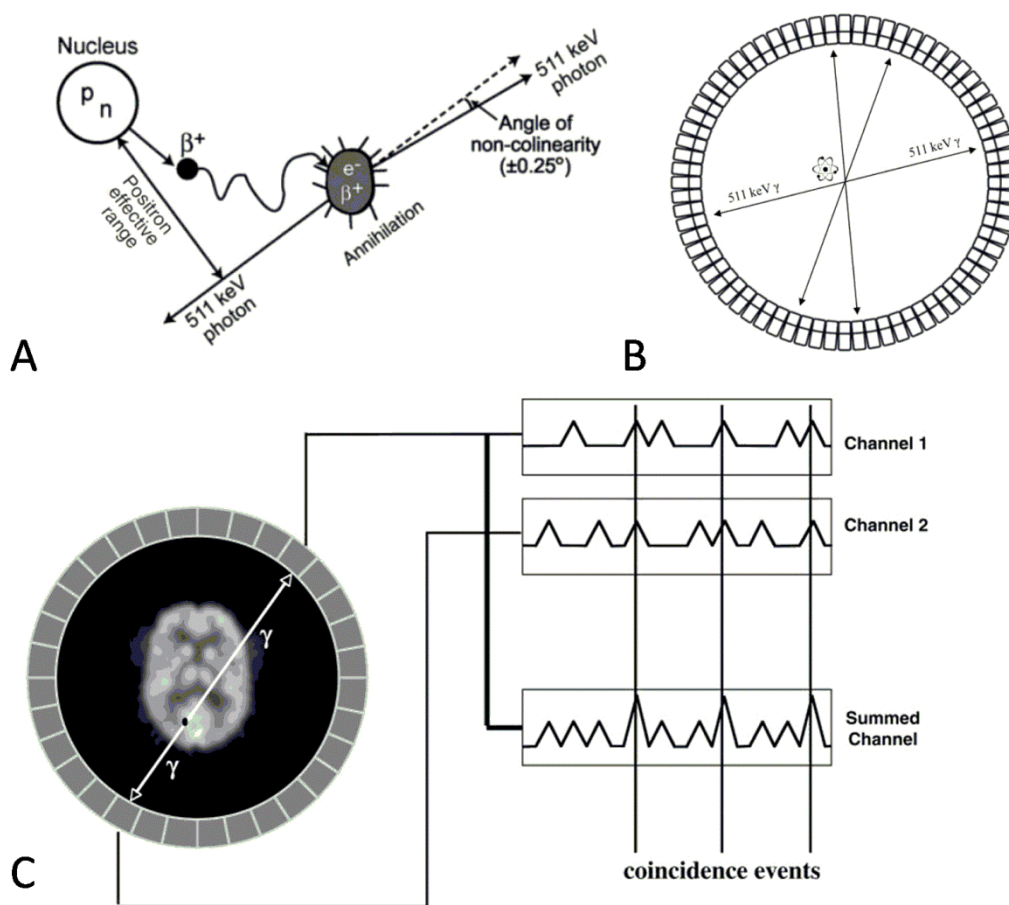 Nucleus
p
n
β+
Positron
effective
range
e-
β+
Annihilation
511 keV
photon
511 keV
photon
Angle of
non-colinearity
(±0.25°)
A
511 keV γ
511 keV γ
B
γ
γ
C
Channel 1
Channel 2
Summed
Channel
coincidence events